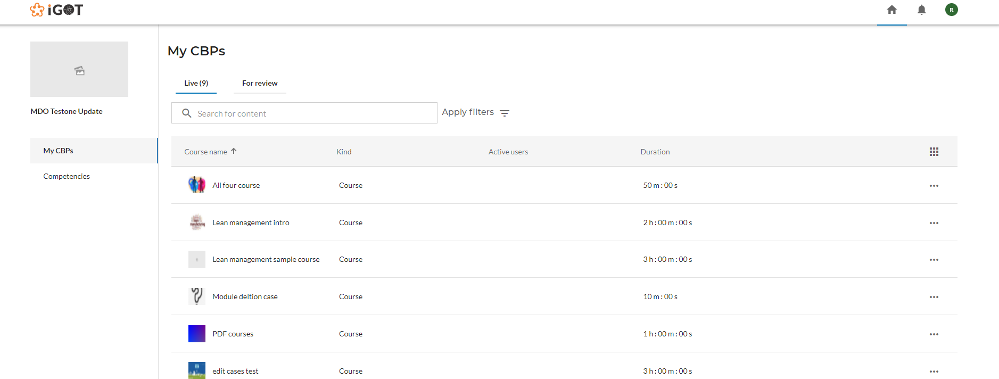 iGOT
R
MDO Testone Update
My CBPs
Competencies
My CBPs
Live (9)
For review
Search for content
Apply filters
Course name Kind Active users Duration
All four course Course 50 m : 00 s
Lean management intro Course 2 h : 00 m : 00 s
Lean management sample course Course 3 h : 00 m : 00 s
Module deltion case Course 10 m : 00 s
PDF courses Course 1 h : 00 m : 00 s
edit cases test Course 3 h : 00 m : 00 s